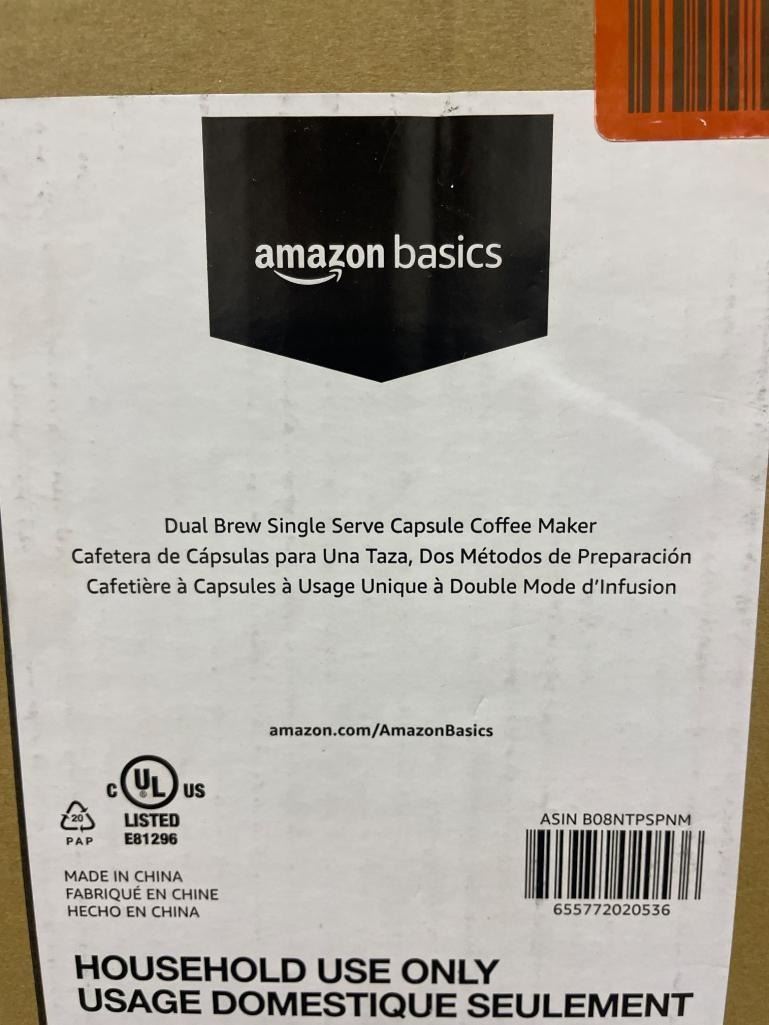 amazon basics
Dual Brew Single Serve Capsule Coffee Maker
Cafetera de Cápsulas para Una Taza, Dos Métodos de Preparación
Cafetière à Capsules à Usage Unique à Double Mode d'Infusion
amazon.com/AmazonBasics
C UL® US
LISTED
E81296
20
PAP
ASIN B08NTPSPNM
655772020536
MADE IN CHINA
FABRIQUÉ EN CHINE
HECHO EN CHINA
HOUSEHOLD USE ONLY
USAGE DOMESTIQUE SEULEMENT